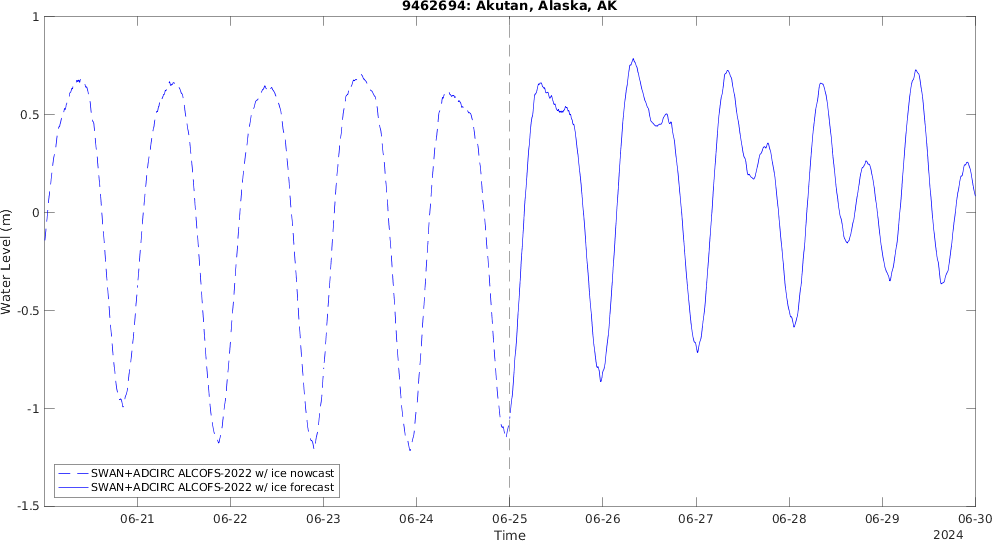 9462694: Akutan, Alaska, AK
1
0.5
0
-0.5
-1
-1.5
Water Level (m)
SWAN+ADCIRC ALCOFS-2022 w/ ice nowcast
SWAN+ADCIRC ALCOFS-2022 w/ ice forecast
06-21 06-22 06-23 06-24 06-25 06-26 06-27 06-28 06-29 06-30
Time
2024